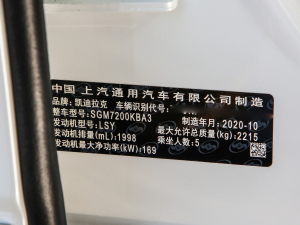 中国 上汽通用汽车有限公司制造
品牌：凯迪拉克 车辆识别代号：
整车型号：SGM7200KBA3 制造年月：2020-10
发动机型号：LSY 最大允许总质量(kg)：2215
发动机排量(mL)：1998 乘坐人数：5
发动机最大净功率(kW)：169